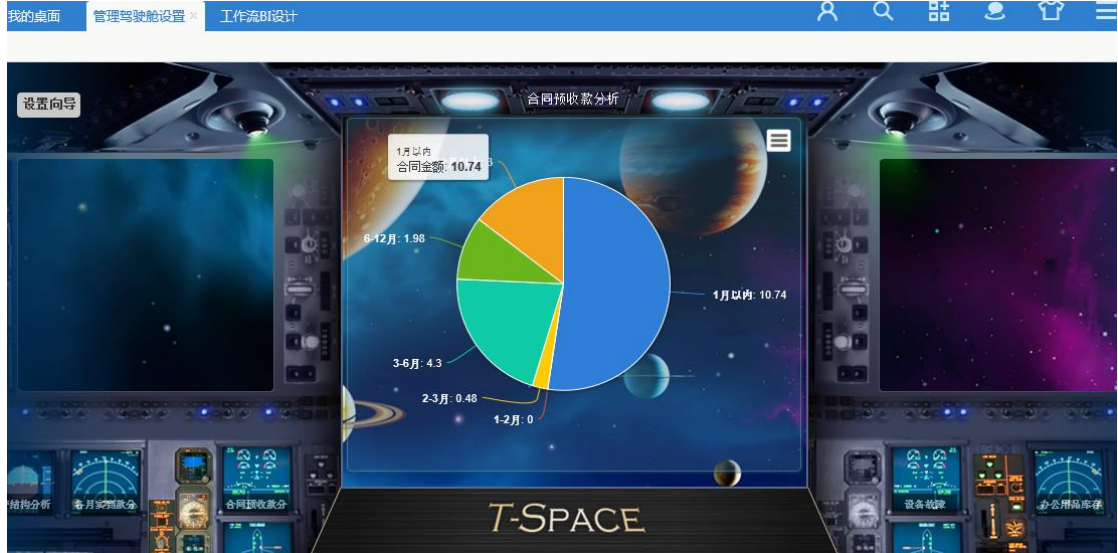 我的桌面
管理驾驶舱设置 ×
工作流BI设计
设置向导
合同预收款分析
1月以内
合同金额: 10.74
6-12月: 1.98
1月以内: 10.74
3-6月: 4.3
2-3月: 0.48
1-2月: 0
结构分析
各月实到款分
合同预收款分
设备故障
办公用品库存
T-SPACE